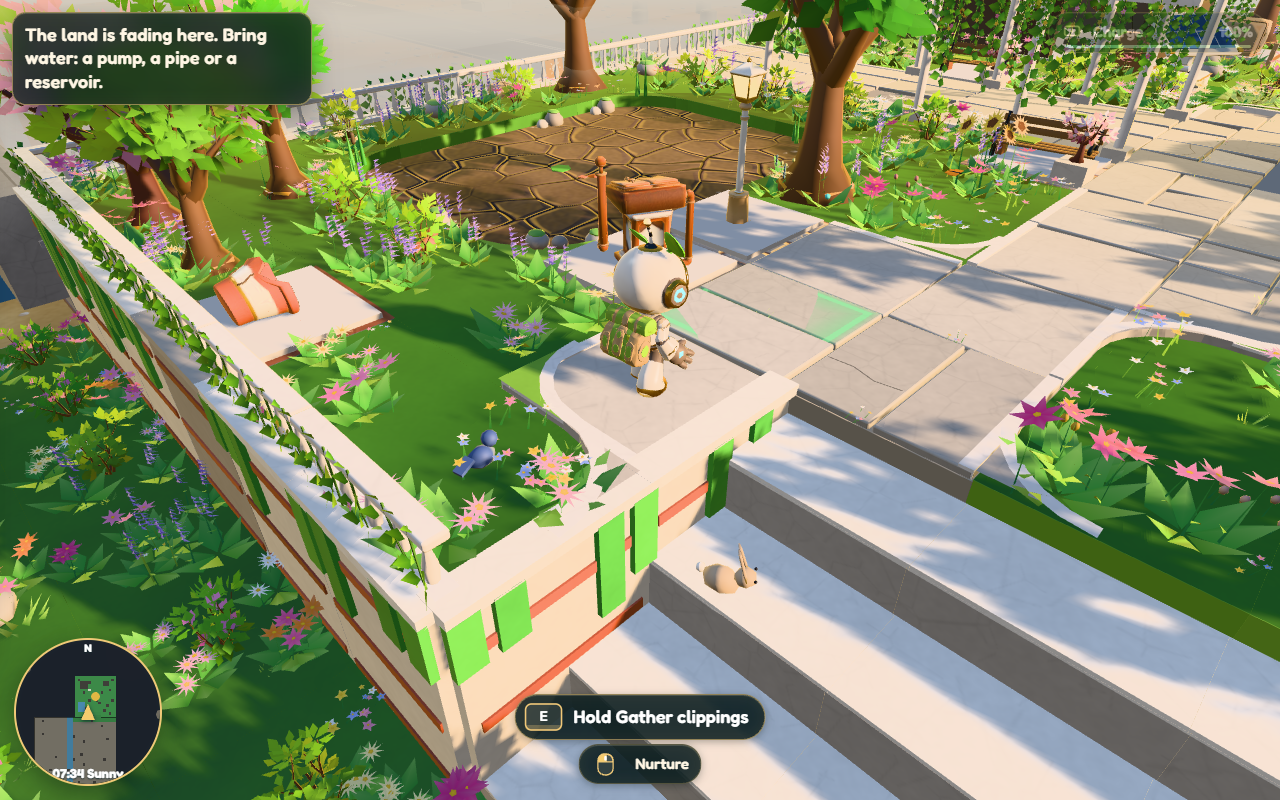 The land is fading here. Bring
water: a pump, a pipe or a
reservoir.
Charge 100%
N
07:34 Sunny
E Hold Gather clippings
Nurture